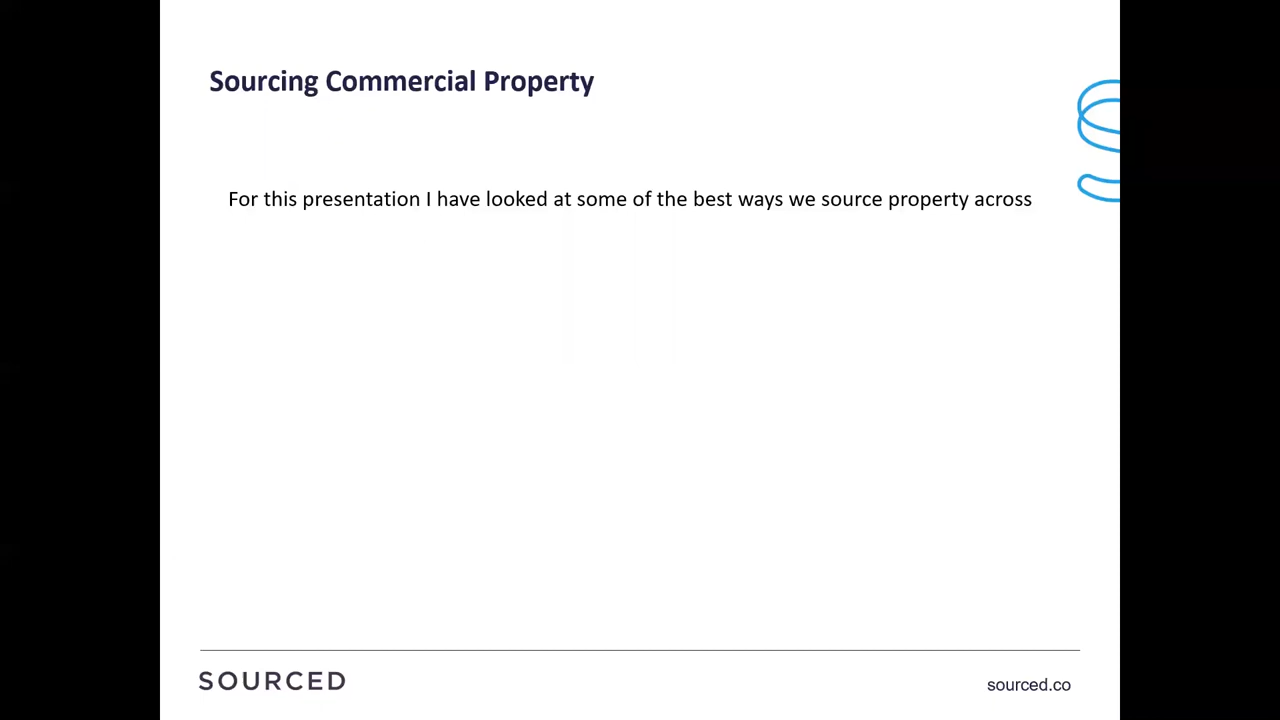 Sourcing Commercial Property
For this presentation I have looked at some of the best ways we source property across
SOURCED
sourced.co